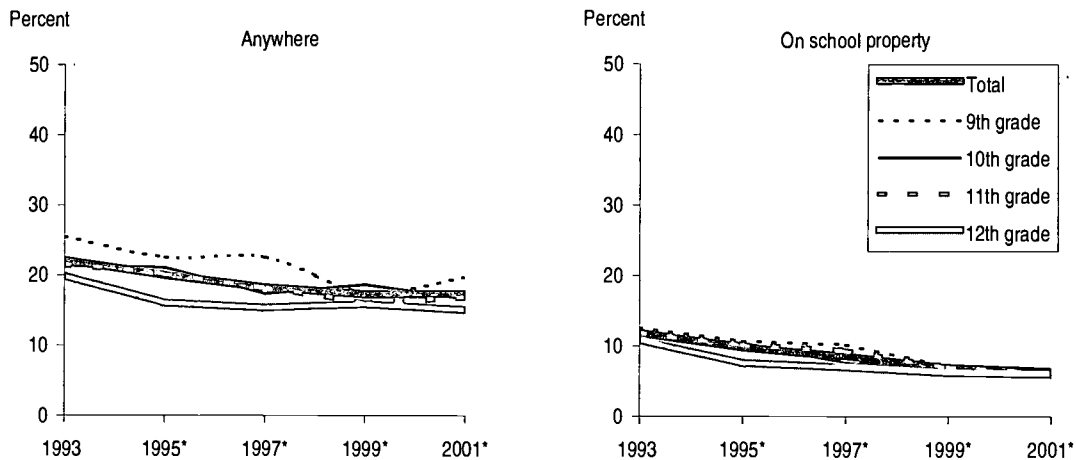 Percent
Anywhere
50
40
30
20
10
0
1993
1995*
1997*
1999*
2001*
Percent
On school property
50
40
30
20
10
0
1993
1995*
1997*
1999*
2001*
Total
9th grade
10th grade
11th grade
12th grade